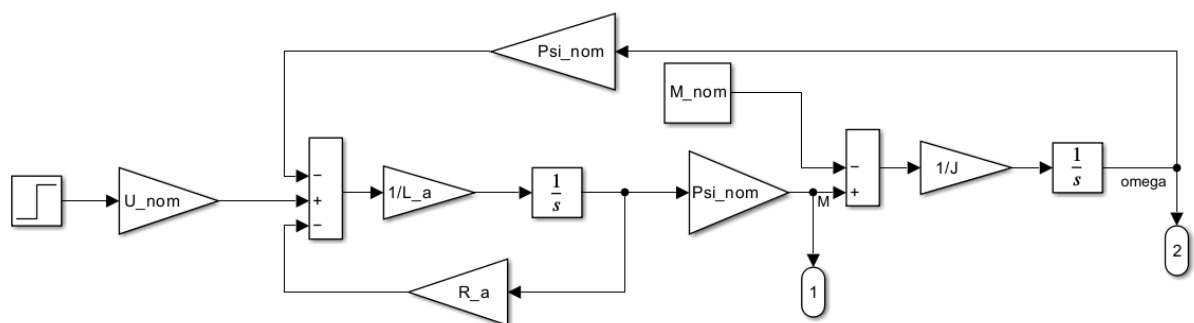 Psi_nom
M_nom
−
+
−
U_nom
1/L_a
1
s
Psi_nom
M
−
+
1/J
1
s
omega
R_a
1
2